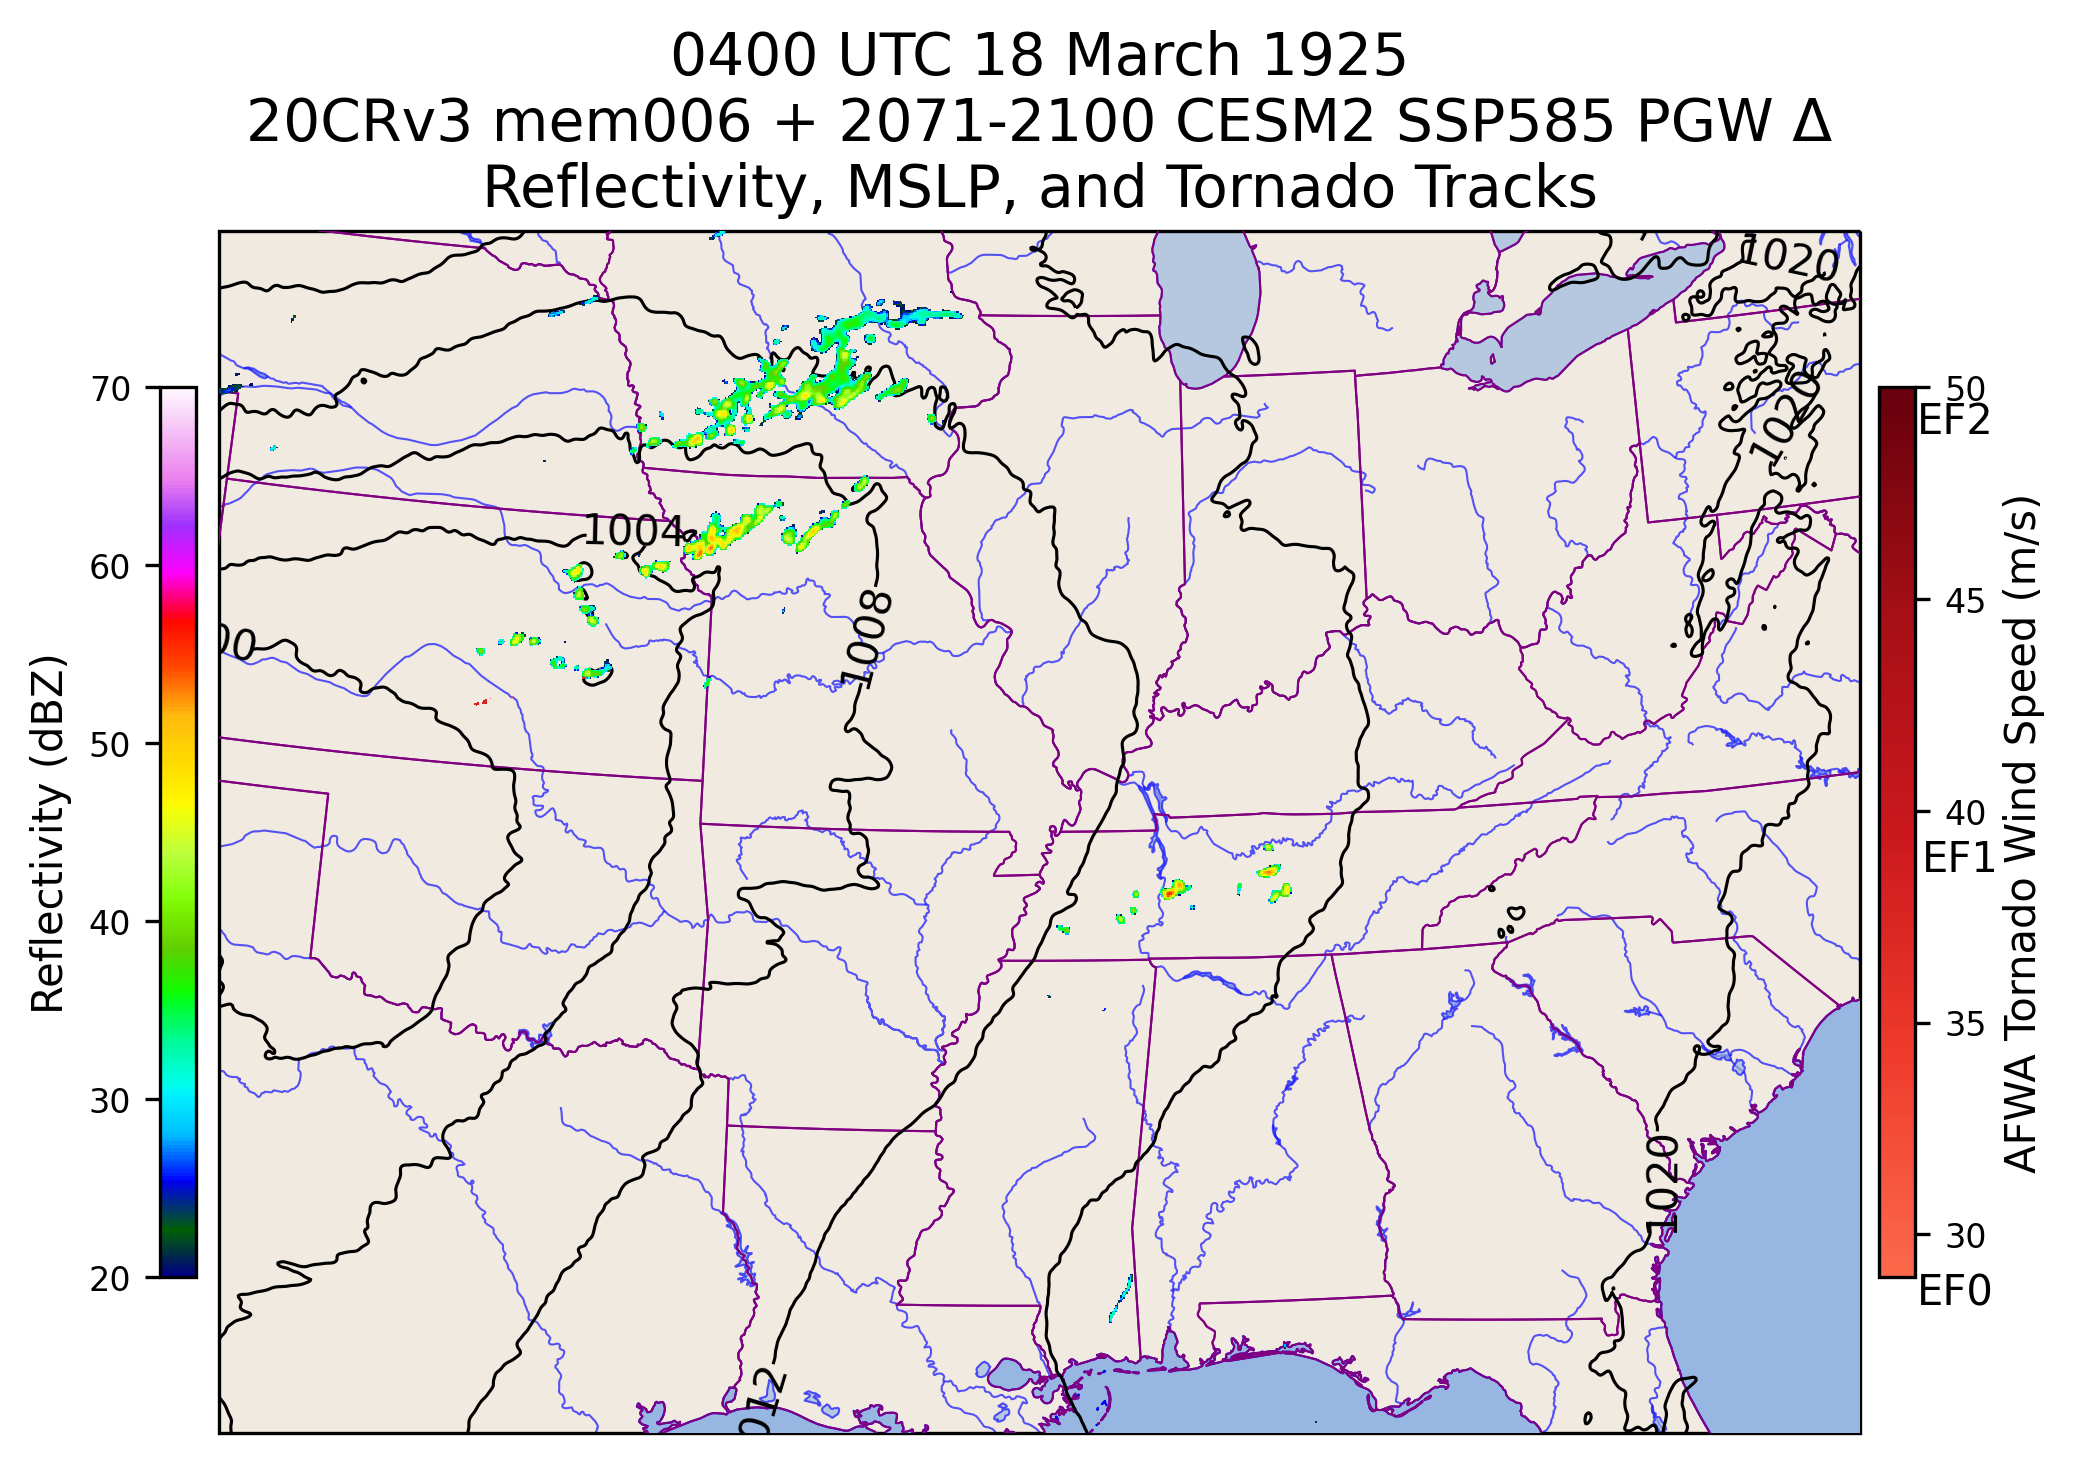 0400 UTC 18 March 1925
20CRv3 mem006 + 2071-2100 CESM2 SSP585 PGW Δ
Reflectivity, MSLP, and Tornado Tracks
1020
1020
1004
1008
00
1020
012
Reflectivity (dBZ)
70
60
50
40
30
20
50
EF2
45
40
EF1
35
30
EF0
AFWA Tornado Wind Speed (m/s)